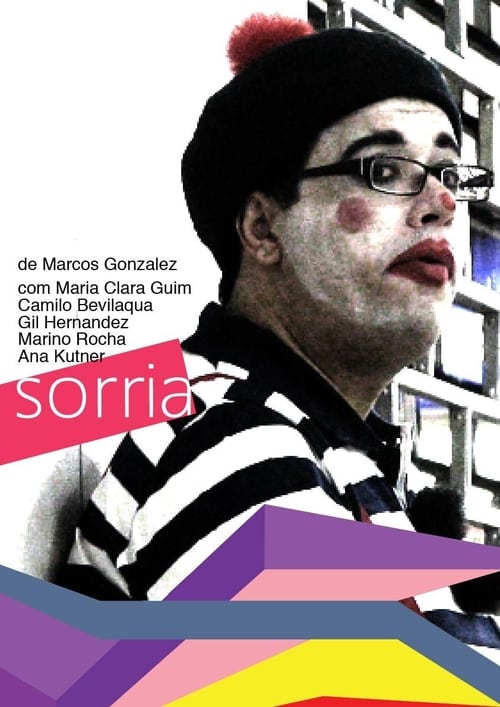 de Marcos Gonzalez
com Maria Clara Guim
Camilo Bevilaqua
Gil Hernandez
Marino Rocha
Ana Kutner
sorria